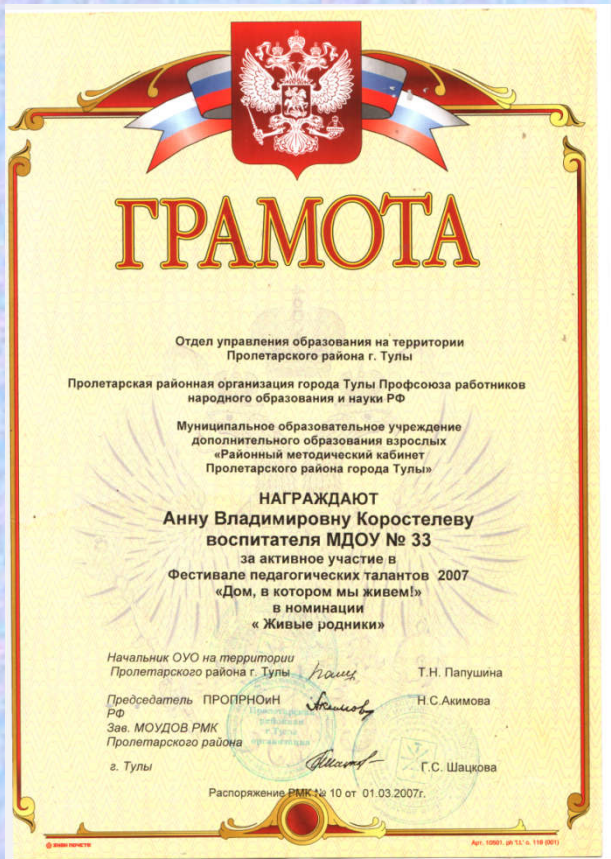 ГРАМОТА
Отдел управления образования на территории
Пролетарского района г. Тулы
Пролетарская районная организация города Тулы Профсоюза работников
народного образования и науки РФ
Муниципальное образовательное учреждение
дополнительного образования взрослых
«Районный методический кабинет
Пролетарского района города Тулы»
НАГРАЖДАЮТ
Анну Владимировну Коростелеву
воспитателя МДОУ № 33
за активное участие в
Фестивале педагогических талантов 2007
«Дом, в котором мы живем!»
в номинации
« Живые родники»
Начальник ОУО на территории
Пролетарского района г. Тулы Т.Н. Папушина
Председатель ПРОПРНОиН Н.С.Акимова
РФ
Зав. МОУДОВ РМК
Пролетарского района
г. Тулы Г.С. Шацкова
Распоряжение РМК № 10 от 01.03.2007г.